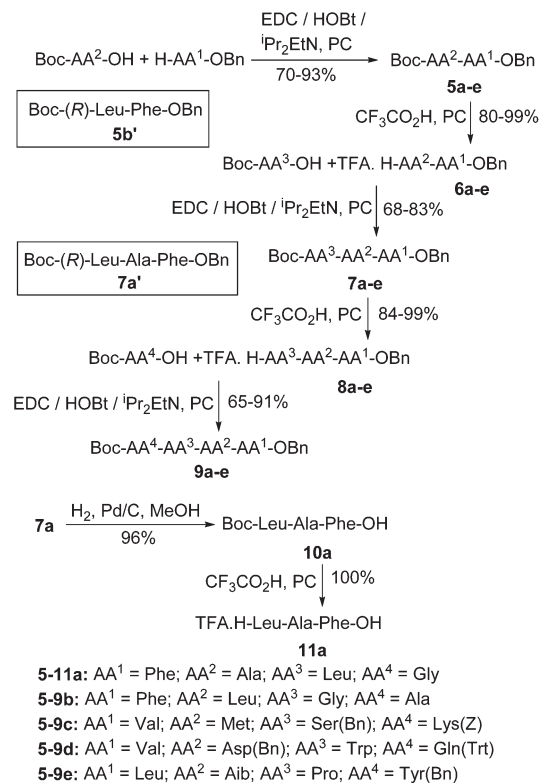 EDC / HOBt /
ⁱPr₂EtN, PC
Boc-AA²-OH + H-AA¹-OBn
70-93%
Boc-AA²-AA¹-OBn
5a-e
Boc-(R)-Leu-Phe-OBn
5b'
CF₃CO₂H, PC 80-99%
Boc-AA³-OH +TFA. H-AA²-AA¹-OBn
6a-e
EDC / HOBt / ⁱPr₂EtN, PC 68-83%
Boc-(R)-Leu-Ala-Phe-OBn
7a'
Boc-AA³-AA²-AA¹-OBn
7a-e
CF₃CO₂H, PC 84-99%
Boc-AA⁴-OH +TFA. H-AA³-AA²-AA¹-OBn
8a-e
EDC / HOBt / ⁱPr₂EtN, PC 65-91%
Boc-AA⁴-AA³-AA²-AA¹-OBn
9a-e
H₂, Pd/C, MeOH
7a
96%
Boc-Leu-Ala-Phe-OH
10a
CF₃CO₂H, PC 100%
TFA.H-Leu-Ala-Phe-OH
11a
5-11a: AA¹ = Phe; AA² = Ala; AA³ = Leu; AA⁴ = Gly
5-9b: AA¹ = Phe; AA² = Leu; AA³ = Gly; AA⁴ = Ala
5-9c: AA¹ = Val; AA² = Met; AA³ = Ser(Bn); AA⁴ = Lys(Z)
5-9d: AA¹ = Val; AA² = Asp(Bn); AA³ = Trp; AA⁴ = Gln(Trt)
5-9e: AA¹ = Leu; AA² = Aib; AA³ = Pro; AA⁴ = Tyr(Bn)